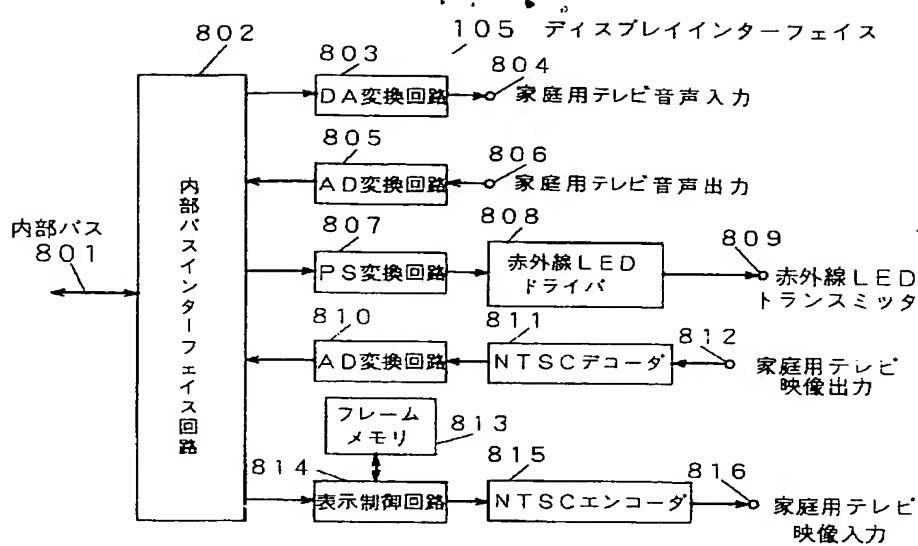 802
105 ディスプレイインターフェイス
803
DA変換回路
804
家庭用テレビ音声入力
805
AD変換回路
806
家庭用テレビ音声出力
内部バス
801
内部バスインターフェイス回路
807
PS変換回路
808
赤外線LED
ドライバ
809
赤外線LED
トランスミッタ
810
AD変換回路
811
NTSCデコーダ
812
家庭用テレビ
映像出力
フレーム
メモリ
813
814
表示制御回路
815
NTSCエンコーダ
816
家庭用テレビ
映像入力